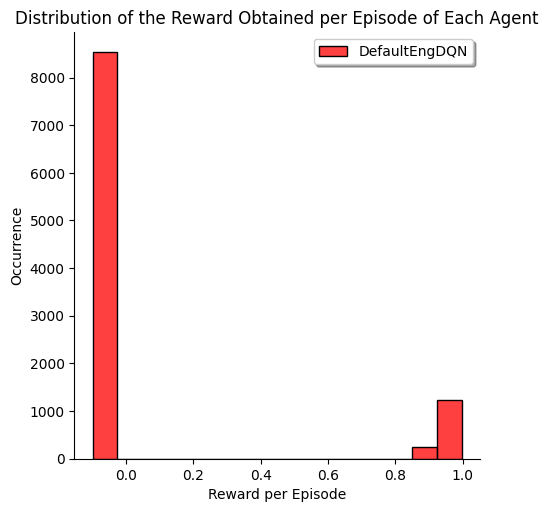 Distribution of the Reward Obtained per Episode of Each Agent
DefaultEngDQN
8000
7000
6000
5000
4000
3000
2000
1000
0
Occurrence
0.0 0.2 0.4 0.6 0.8 1.0
Reward per Episode